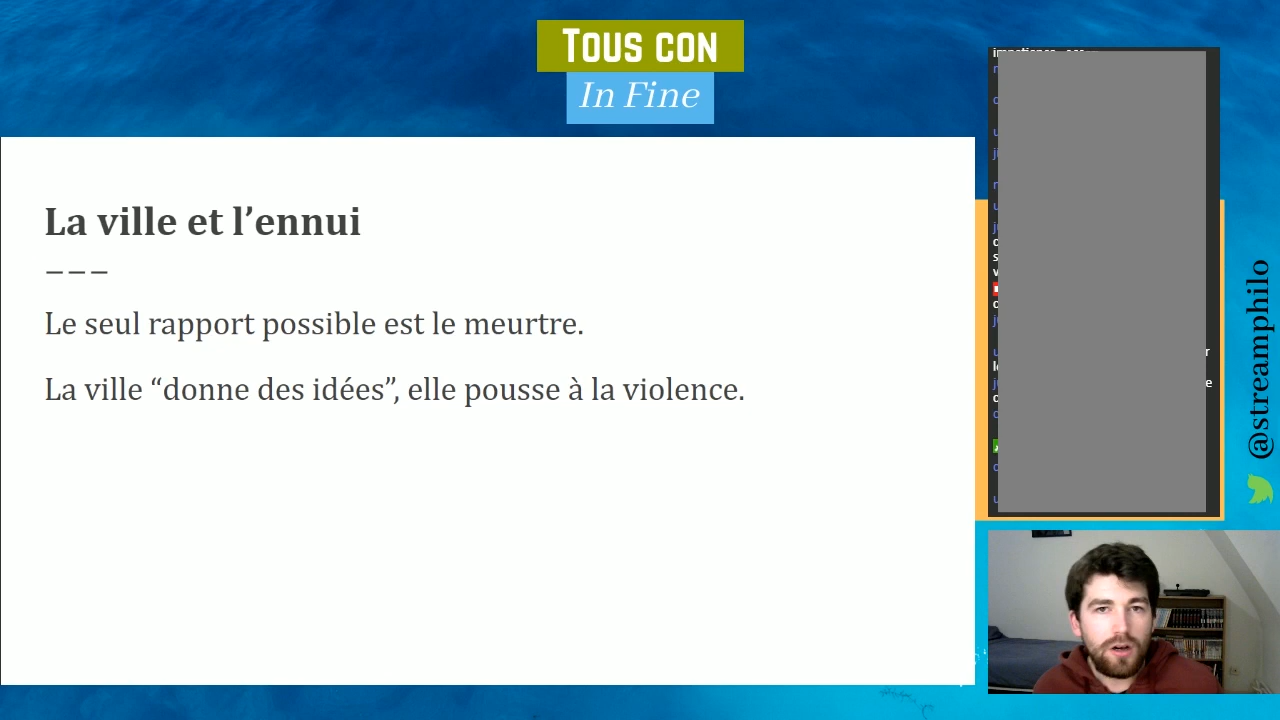 Tous con
In Fine
La ville et l’ennui
–––
Le seul rapport possible est le meurtre.
La ville “donne des idées”, elle pousse à la violence.
@streamphilo